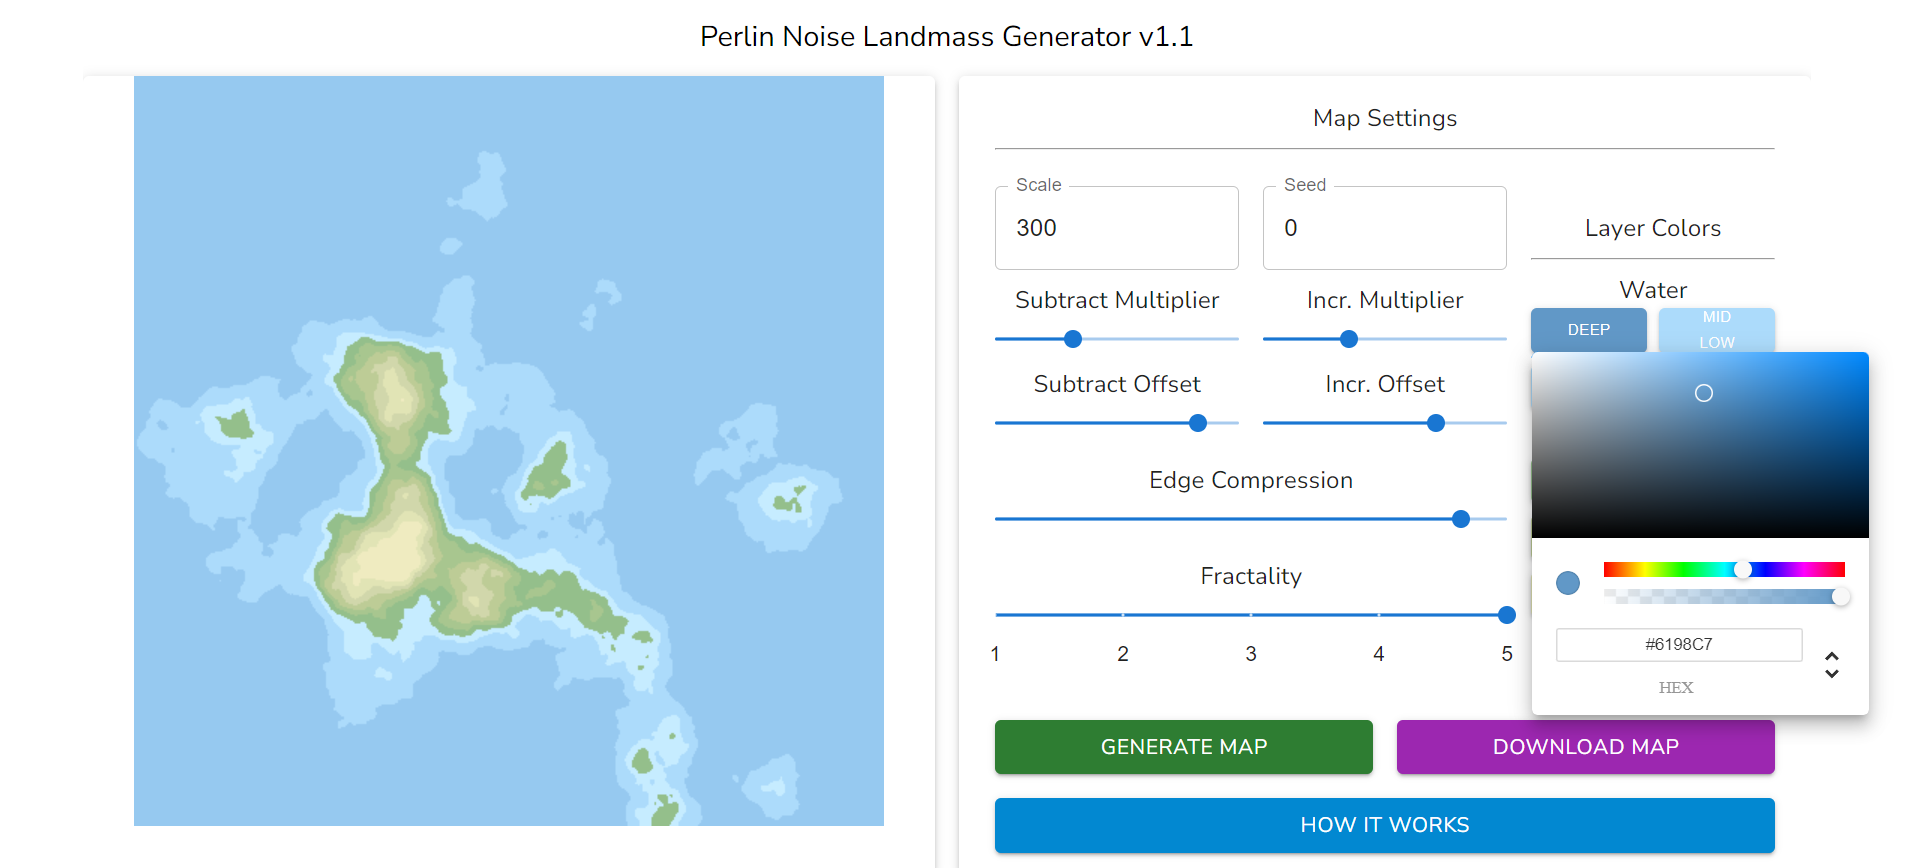 Perlin Noise Landmass Generator v1.1
Map Settings
Scale
300
Seed
0
Layer Colors
Subtract Multiplier
Incr. Multiplier
Water
DEEP
MID
LOW
Subtract Offset
Incr. Offset
Edge Compression
Fractality
1 2 3 4 5
#6198C7
HEX
GENERATE MAP
DOWNLOAD MAP
HOW IT WORKS